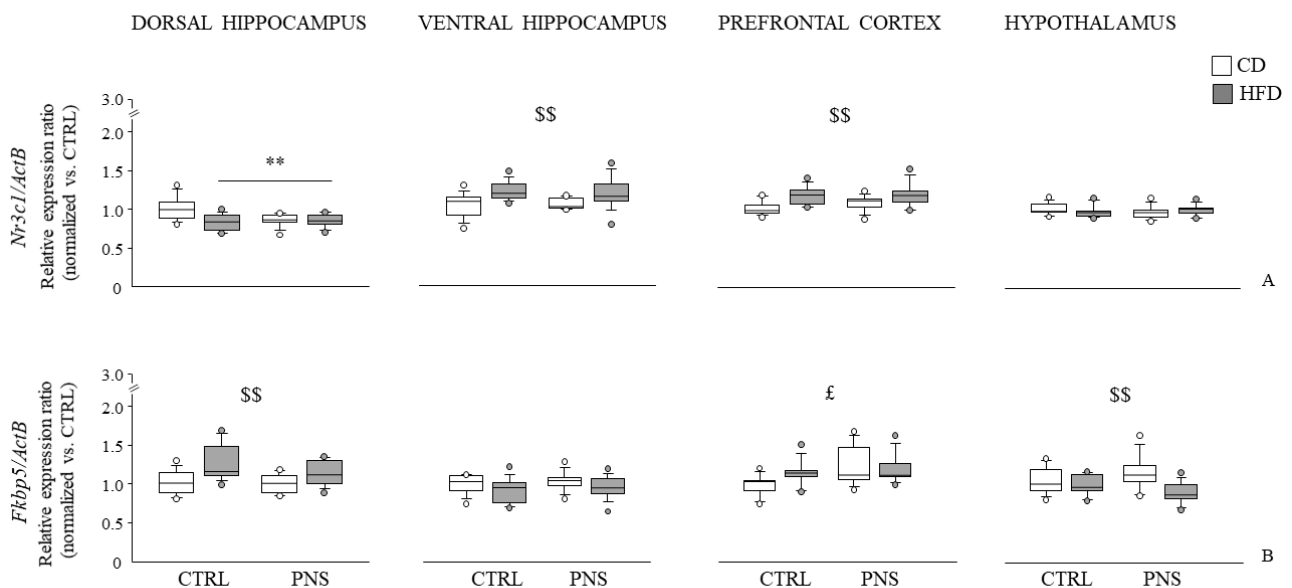 DORSAL HIPPOCAMPUS
VENTRAL HIPPOCAMPUS
PREFRONTAL CORTEX
HYPOTHALAMUS
CD
HFD
Nr3c1/ActB
Relative expression ratio
(normalized vs. CTRL)
3.0
2.0
1.5
1.0
0.5
0
**
$$
$$
A
Fkbp5/ActB
Relative expression ratio
(normalized vs. CTRL)
3.0
2.0
1.5
1.0
0.5
0
$$
£
$$
B
CTRL PNS
CTRL PNS
CTRL PNS
CTRL PNS